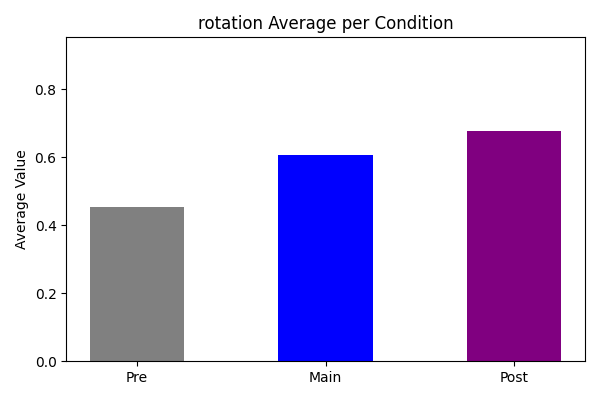 rotation Average per Condition
Average Value
0.8
0.6
0.4
0.2
0.0
Pre
Main
Post